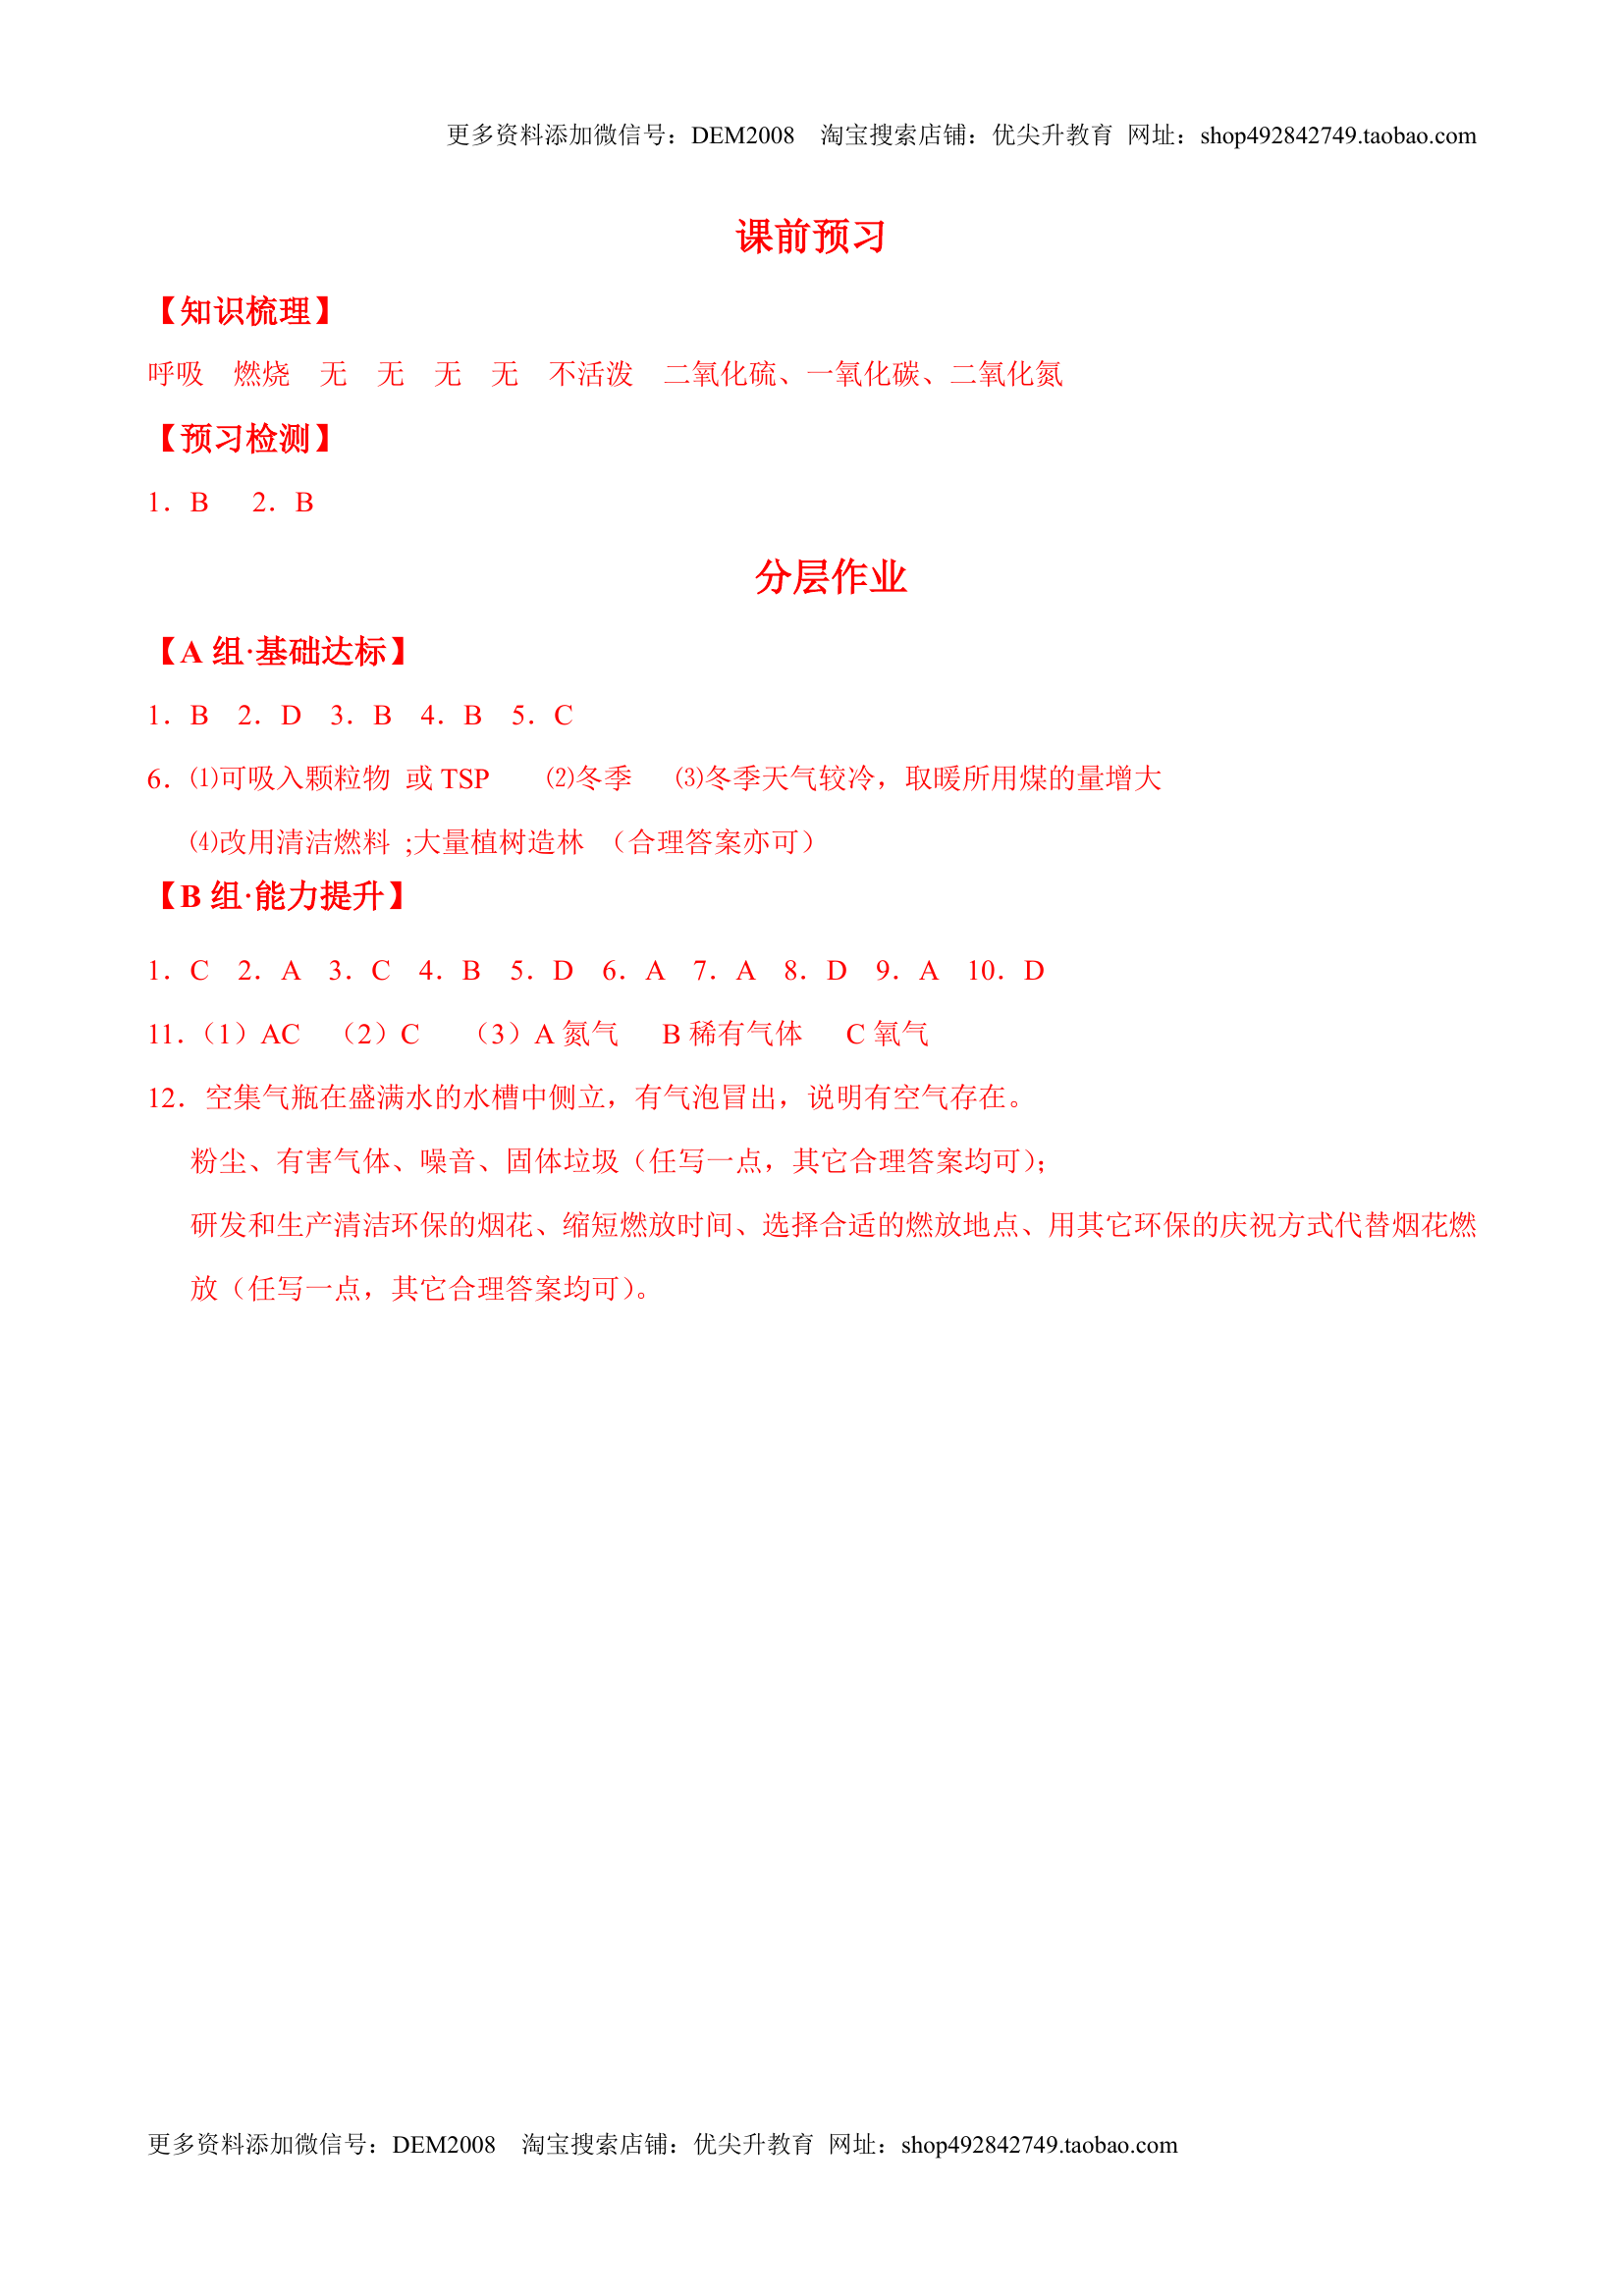 更多资料添加微信号：DEM2008 淘宝搜索店铺：优尖升教育 网址：shop492842749.taobao.com
课前预习
【知识梳理】
呼吸 燃烧 无 无 无 无 不活泼 二氧化硫、一氧化碳、二氧化氮
【预习检测】
1．B 2．B
分层作业
【A 组·基础达标】
1．B 2．D 3．B 4．B 5．C
6．⑴可吸入颗粒物 或 TSP ⑵冬季 ⑶冬季天气较冷，取暖所用煤的量增大
⑷改用清洁燃料 ;大量植树造林 （合理答案亦可）
【B 组·能力提升】
1．C 2．A 3．C 4．B 5．D 6．A 7．A 8．D 9．A 10．D
11．（1）AC （2）C （3）A 氮气 B 稀有气体 C 氧气
12．空集气瓶在盛满水的水槽中侧立，有气泡冒出，说明有空气存在。
粉尘、有害气体、噪音、固体垃圾（任写一点，其它合理答案均可）；
研发和生产清洁环保的烟花、缩短燃放时间、选择合适的燃放地点、用其它环保的庆祝方式代替烟花燃
放（任写一点，其它合理答案均可）。
更多资料添加微信号：DEM2008 淘宝搜索店铺：优尖升教育 网址：shop492842749.taobao.com